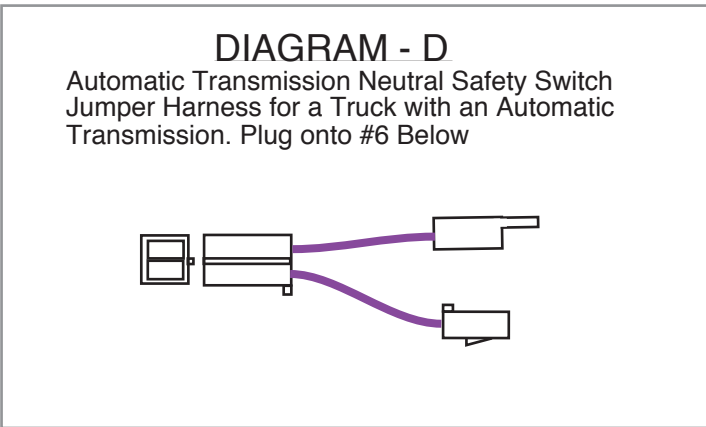 DIAGRAM - D
Automatic Transmission Neutral Safety Switch
Jumper Harness for a Truck with an Automatic
Transmission. Plug onto #6 Below